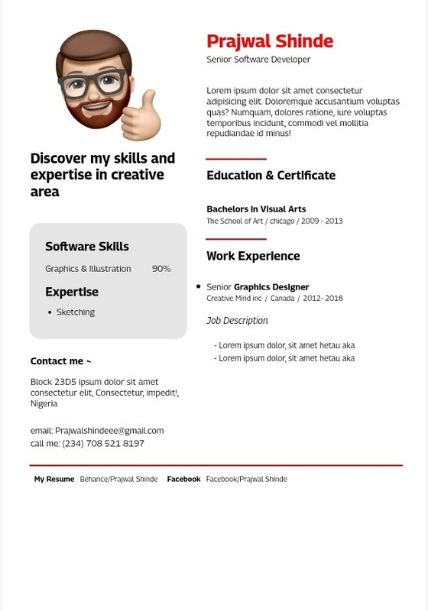 Prajwal Shinde
Senior Software Developer
Lorem ipsum dolor sit amet consectetur
adipisicing elit. Doloremque accusantium voluptas
quas? Numquam, dolores ratione, iure voluptas
temporibus incidunt, commodi vel mollitia
repudiandae id minus!
Discover my skills and
expertise in creative
area
Software Skills
Graphics & Illustration 90%
Expertise
• Sketching
Contact me ~
Block 23D5 ipsum dolor sit amet
consectetur elit, Consectetur, impedit!,
Nigeria
email: Prajwalshindeee@gmail.com
call me: (234) 708 521 8197
Education & Certificate
Bachelors In Visual Arts
The School of Art / chicago / 2009 - 2013
Work Experience
• Senior Graphics Designer
Creative Mind inc / Canada / 2012- 2018
Job Description
- Lorem ipsum dolor, sit amet hetau aka
- Lorem ipsum dolor, sit amet hetau aka
My Resume Behance/Prajwal Shinde Facebook Facebook/Prajwal Shinde